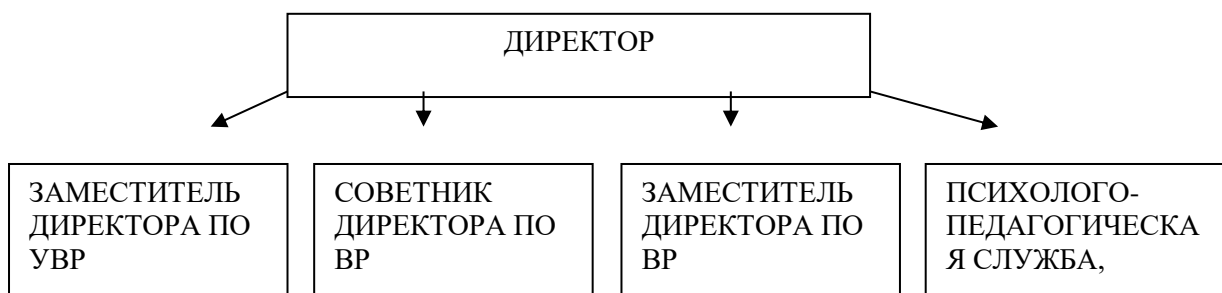 ДИРЕКТОР
ЗАМЕСТИТЕЛЬ
ДИРЕКТОРА ПО
УВР
СОВЕТНИК
ДИРЕКТОРА ПО
ВР
ЗАМЕСТИТЕЛЬ
ДИРЕКТОРА ПО
ВР
ПСИХОЛОГО-
ПЕДАГОГИЧЕСКА
Я СЛУЖБА,